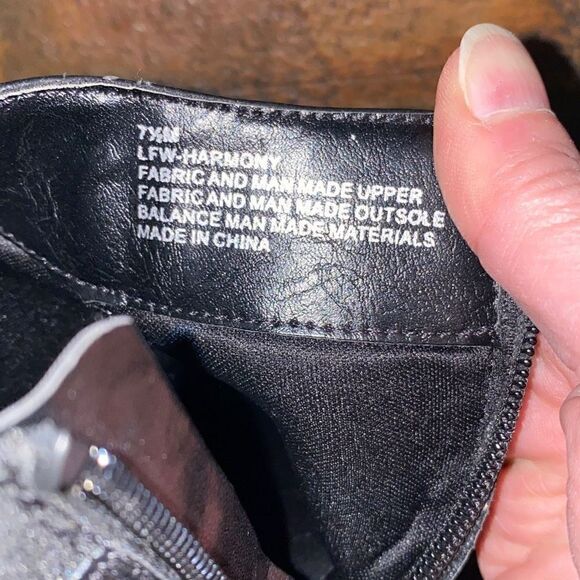 7½M
LFW-HARMONY
FABRIC AND MAN MADE UPPER
FABRIC AND MAN MADE OUTSOLE
BALANCE MAN MADE MATERIALS
MADE IN CHINA